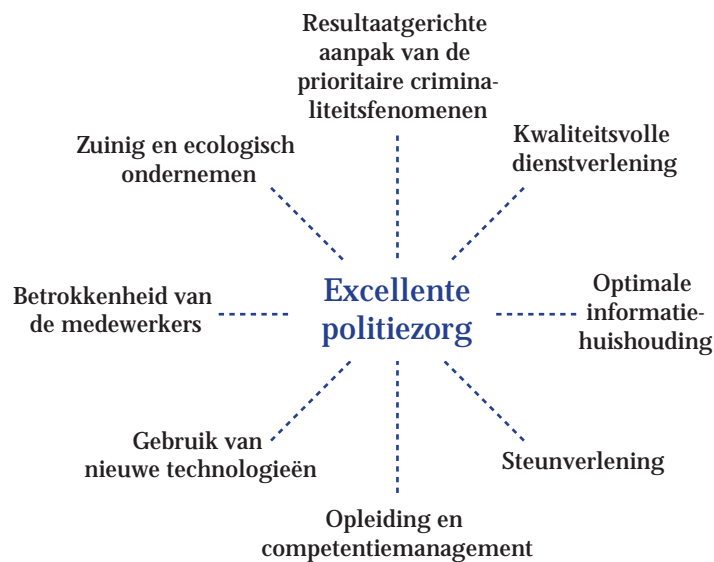 Resultaatgerichte
aanpak van de
prioritaire crimina-
liteitsfenomenen
Kwaliteitsvolle
dienstverlening
Optimale
informatie-
huishouding
Steunverlening
Opleiding en
competentiemanagement
Gebruik van
nieuwe technologieën
Betrokkenheid van
de medewerkers
Zuinig en ecologisch
ondernemen
Excellente
politiezorg